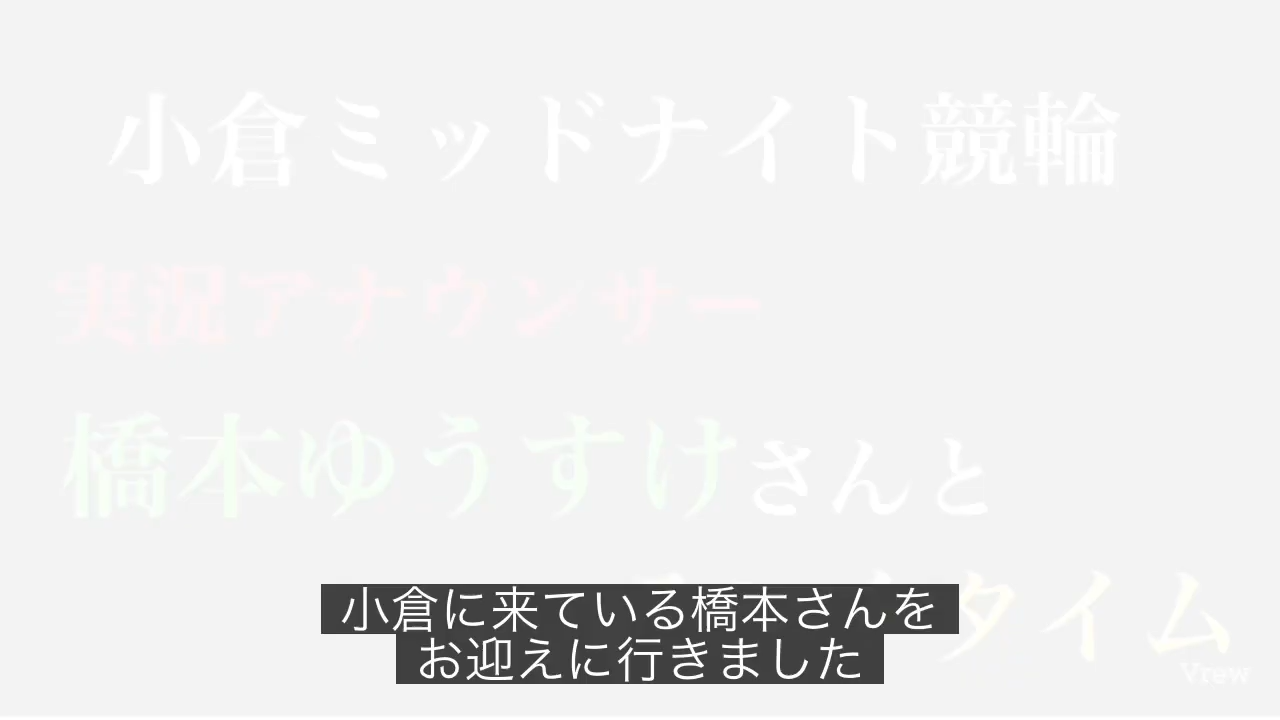 小倉ミッドナイト競輪
実況アナウンサー
橋本ゆうすけさんと
タイム
小倉に来ている橋本さんを
お迎えに行きました
Vrew